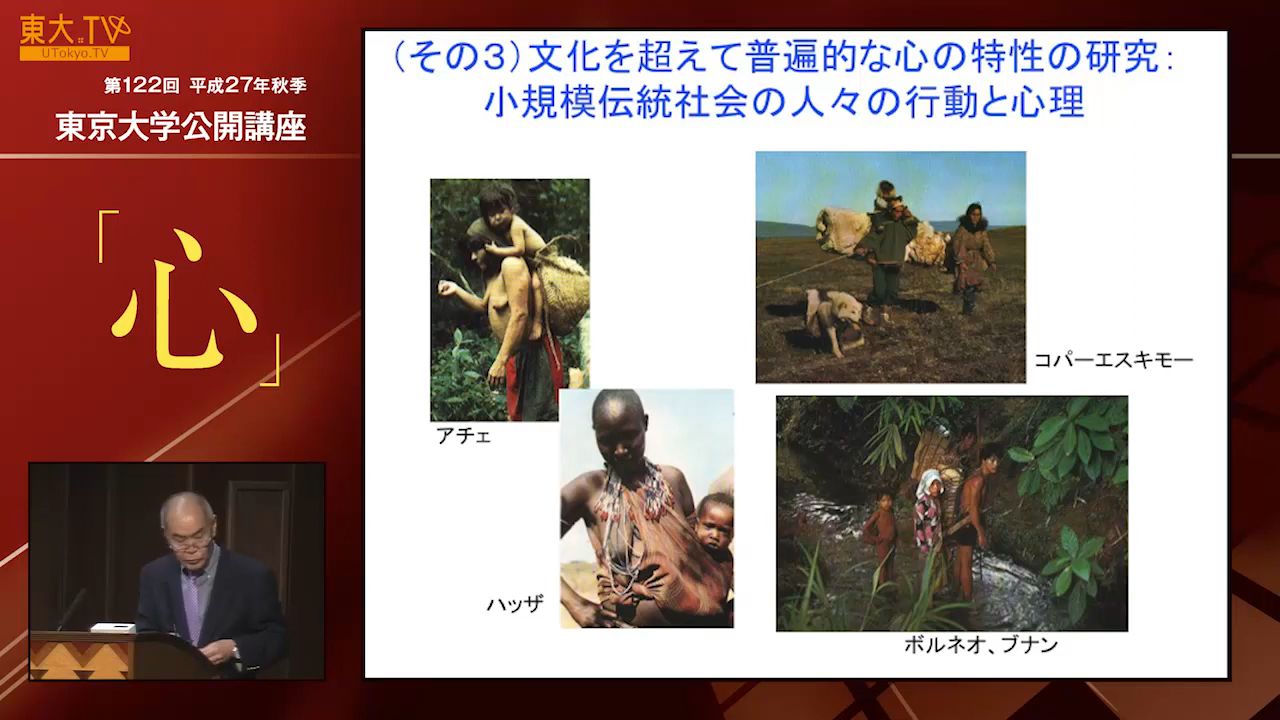 東大.TV
UTokyo.TV
第122回 平成27年秋季
東京大学公開講座
「心」
（その３）文化を超えて普遍的な心の特性の研究：
小規模伝統社会の人々の行動と心理
アチェ
コパーエスキモー
ハッザ
ボルネオ、ブナン